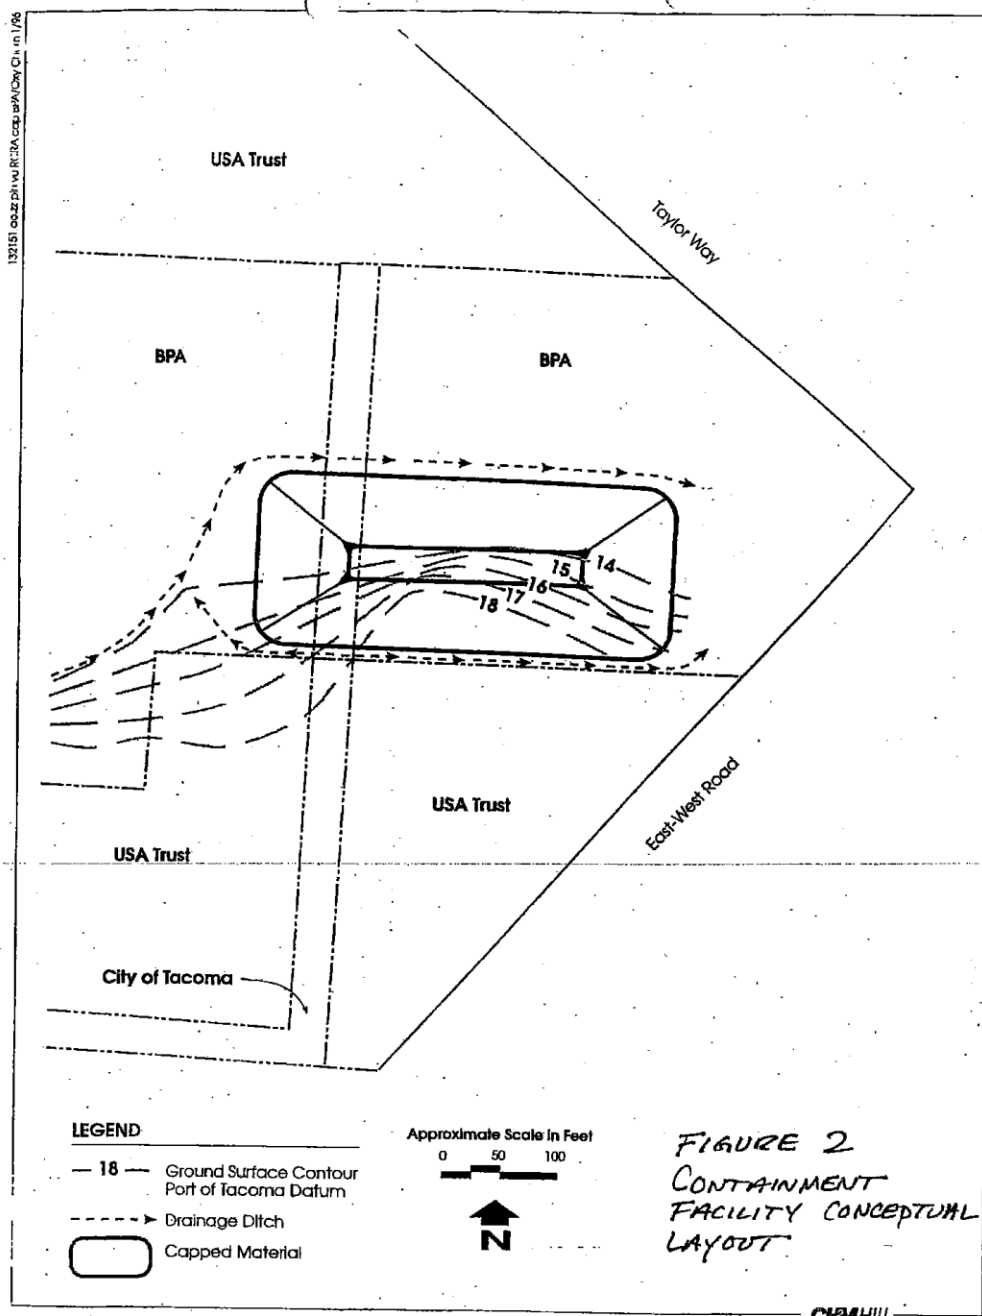 USA Trust
Taylor Way
BPA
BPA
15
14
16
17
18
USA Trust
East-West Road
USA Trust
City of Tacoma
LEGEND
18
Ground Surface Contour
Port of Tacoma Datum
Drainage Ditch
Capped Material
Approximate Scale in Feet
0 50 100
N
FIGURE 2
CONTAINMENT
FACILITY CONCEPTUAL
LAYOUT